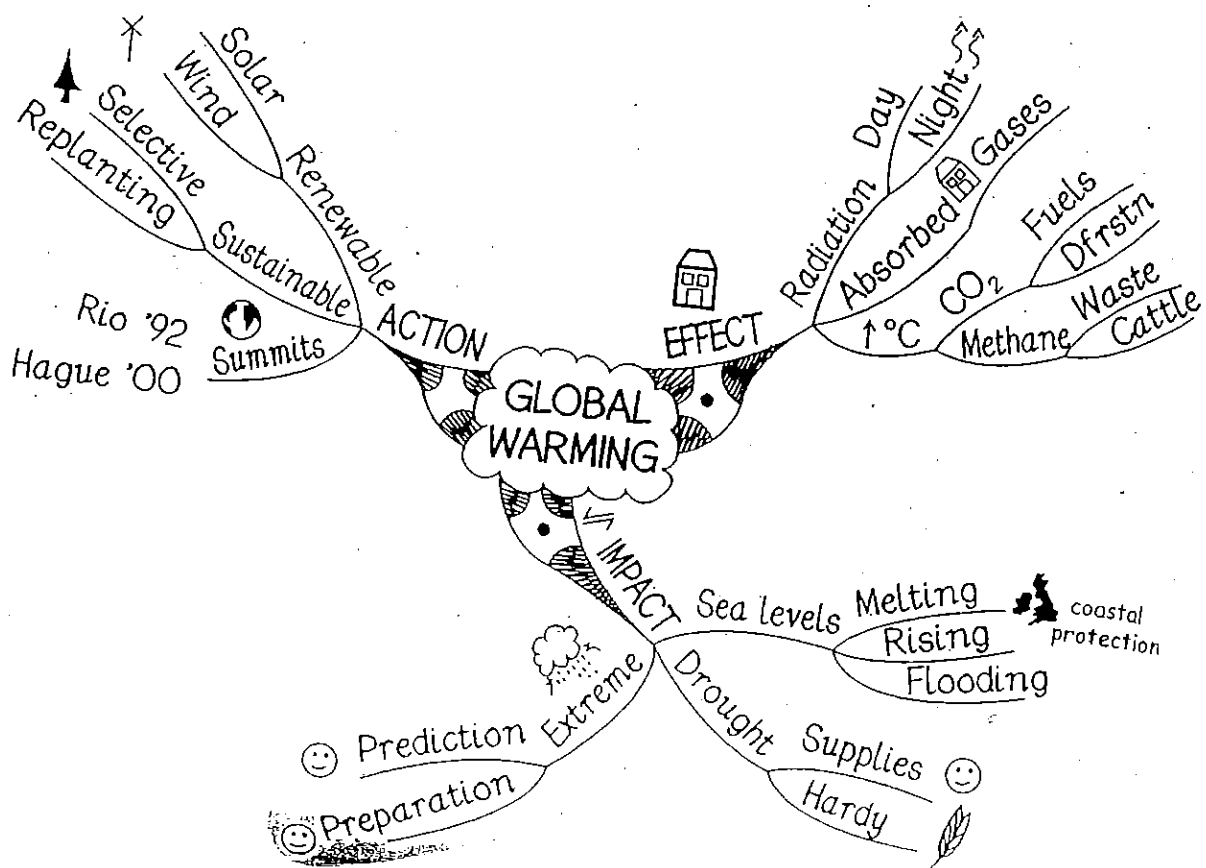 GLOBAL
WARMING
ACTION
Renewable
Solar
Wind
Sustainable
Selective
Replanting
Summits
Rio '92
Hague '00
EFFECT
Radiation
Day
Night
Absorbed
Gases
↑ °C
CO₂
Fuels
Dfrstn
Methane
Waste
Cattle
IMPACT
Sea levels
Melting
Rising
Flooding
coastal
protection
Drought
Supplies
Hardy
Extreme
Prediction
Preparation